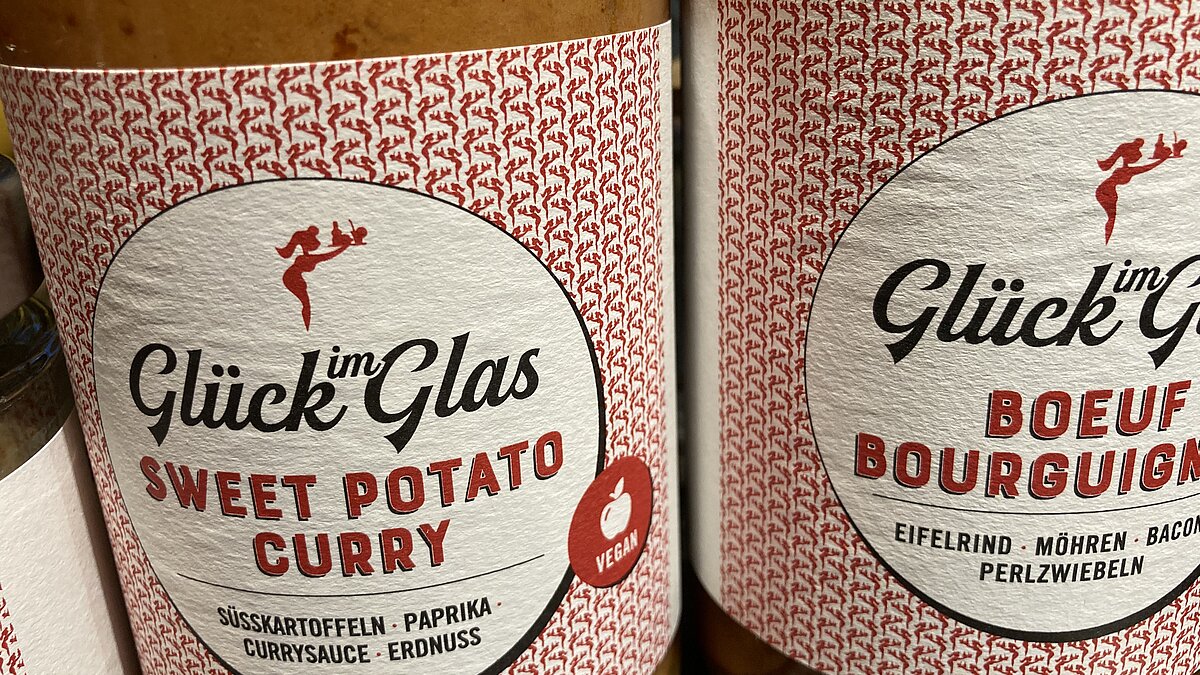 Glück im Glas
SWEET POTATO
CURRY
VEGAN
SÜSSKARTOFFELN · PAPRIKA ·
CURRYSAUCE · ERDNUSS
Glück im
BOEUF
EIFELRIND · MÖHREN · BACON
PERLZWIEBELN